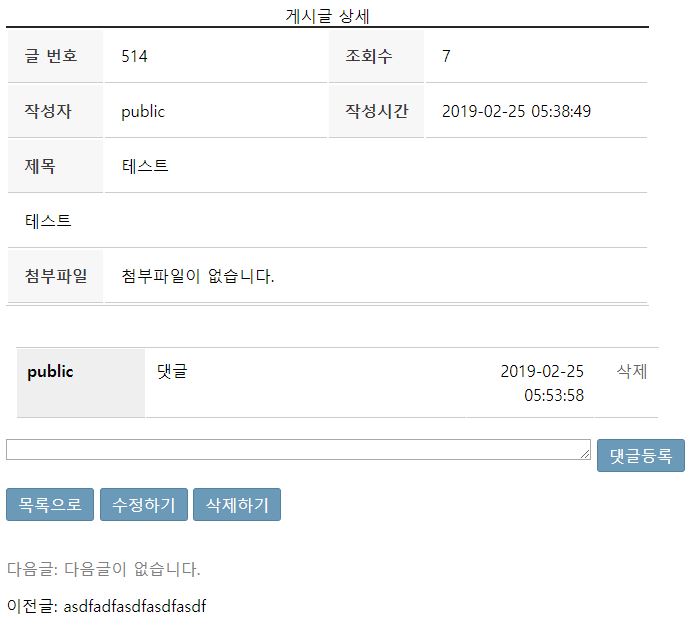 게시글 상세
글 번호 514 조회수 7
작성자 public 작성시간 2019-02-25 05:38:49
제목 테스트
테스트
첨부파일 첨부파일이 없습니다.
public 댓글 2019-02-25 삭제
05:53:58
댓글등록
목록으로 수정하기 삭제하기
다음글: 다음글이 없습니다.
이전글: asdfadfasdfasdfasdf